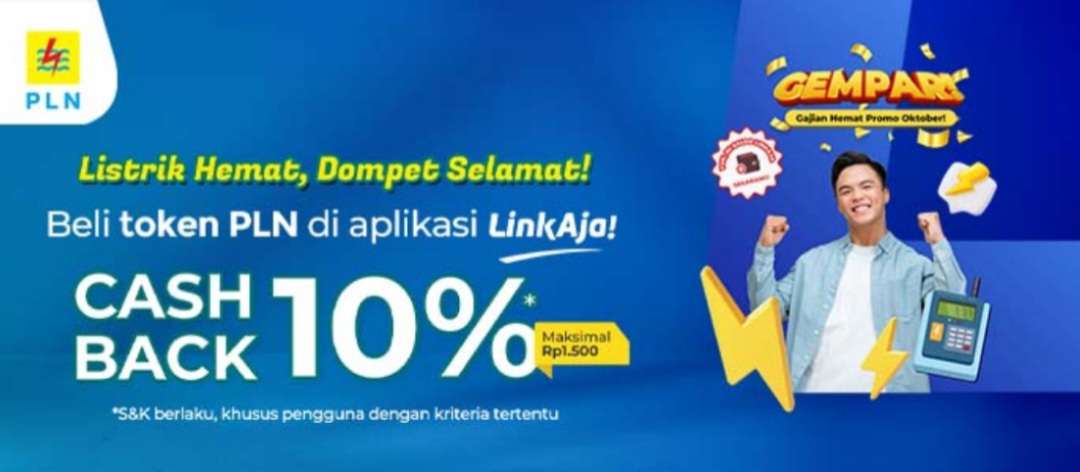 PLN
GEMPAR
Gajian Hemat Promo Oktober!
Listrik Hemat, Dompet Selamat!
Beli token PLN di aplikasi LinkAja!
CASH
BACK 10%*
Maksimal
Rp1.500
*S&K berlaku, khusus pengguna dengan kriteria tertentu